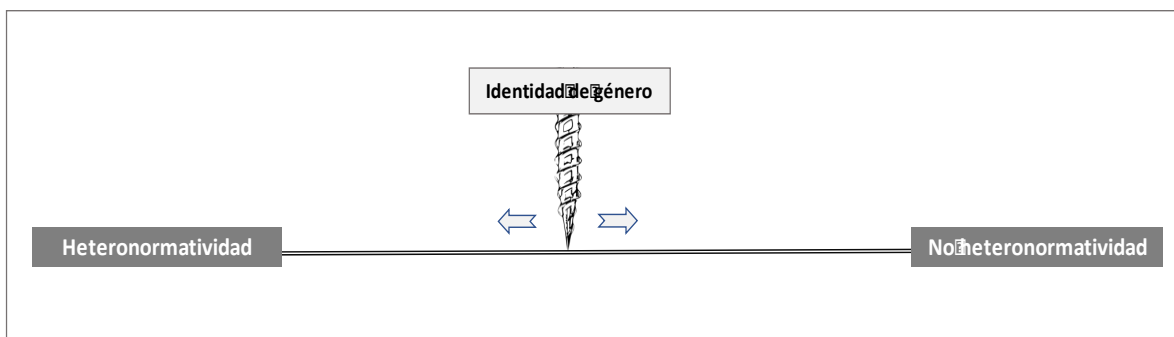 Identidad de género
Heteronormatividad
No heteronormatividad